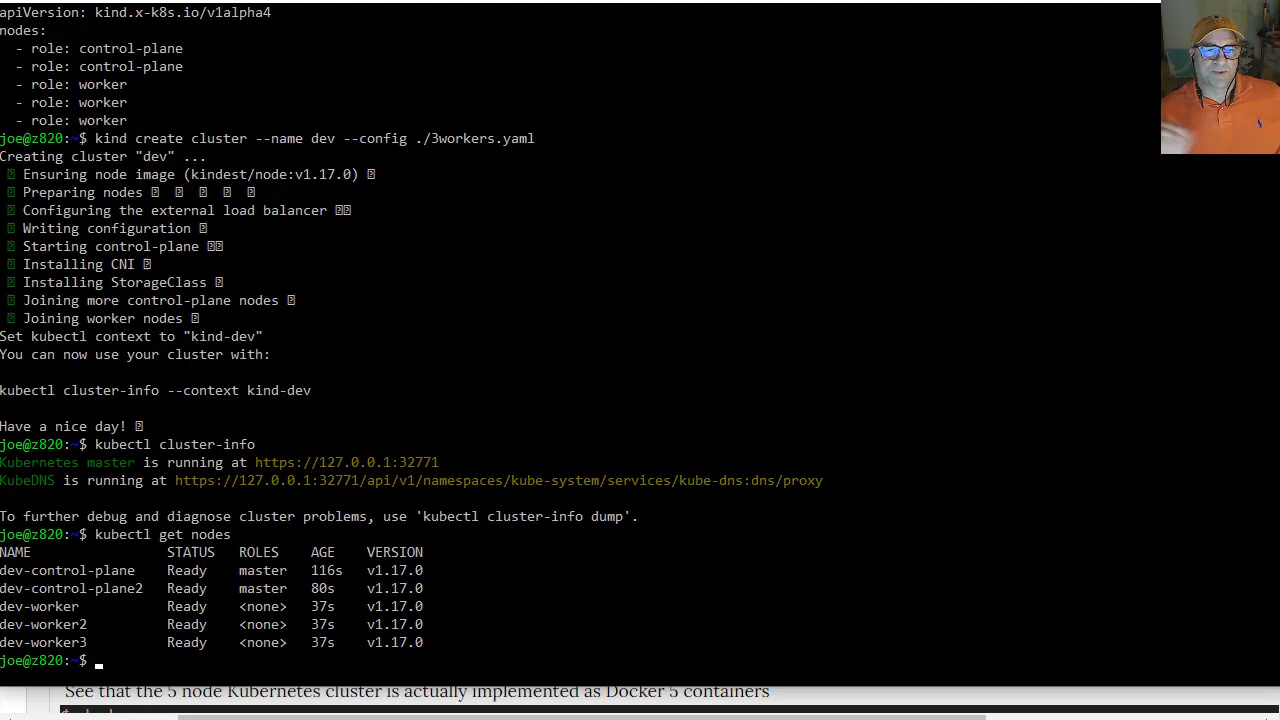 apiVersion: kind.x-k8s.io/v1alpha4
nodes:
- role: control-plane
- role: control-plane
- role: worker
- role: worker
- role: worker
joe@z820:~$ kind create cluster --name dev --config ./3workers.yaml
Creating cluster "dev" ...
Ensuring node image (kindest/node:v1.17.0)
Preparing nodes
Configuring the external load balancer
Writing configuration
Starting control-plane
Installing CNI
Installing StorageClass
Joining more control-plane nodes
Joining worker nodes
Set kubectl context to "kind-dev"
You can now use your cluster with:
kubectl cluster-info --context kind-dev
Have a nice day!
joe@z820:~$ kubectl cluster-info
Kubernetes master is running at https://127.0.0.1:32771
KubeDNS is running at https://127.0.0.1:32771/api/v1/namespaces/kube-system/services/kube-dns:dns/proxy
To further debug and diagnose cluster problems, use 'kubectl cluster-info dump'.
joe@z820:~$ kubectl get nodes
NAME STATUS ROLES AGE VERSION
dev-control-plane Ready master 116s v1.17.0
dev-control-plane2 Ready master 80s v1.17.0
dev-worker Ready <none> 37s v1.17.0
dev-worker2 Ready <none> 37s v1.17.0
dev-worker3 Ready <none> 37s v1.17.0
joe@z820:~$
See that the 5 node Kubernetes cluster is actually implemented as Docker 5 containers